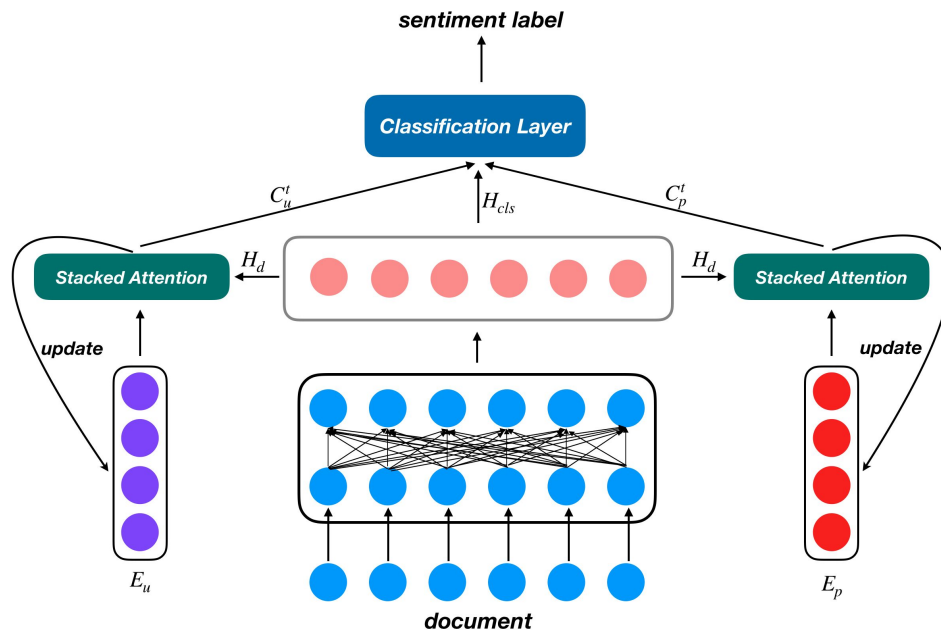 sentiment label
Classification Layer
C_u^t
H_cls
C_p^t
Stacked Attention
H_d
H_d
Stacked Attention
update
update
E_u
E_p
document